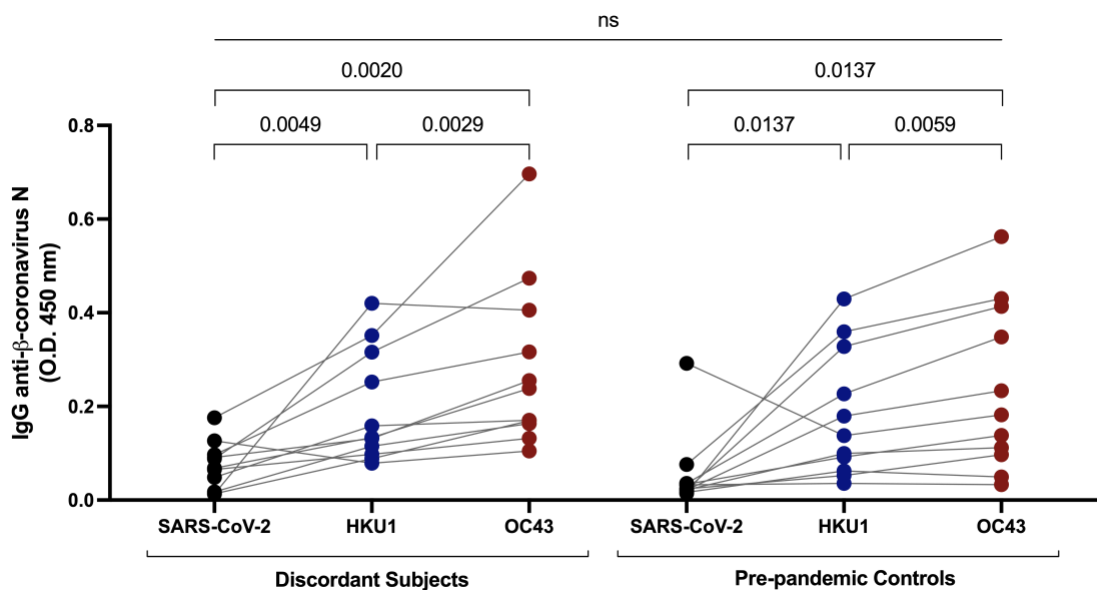 ns
0.0020
0.0137
0.0049
0.0029
0.0137
0.0059
IgG anti-β-coronavirus N
(O.D. 450 nm)
0.8
0.6
0.4
0.2
0.0
SARS-CoV-2
HKU1
OC43
SARS-CoV-2
HKU1
OC43
Discordant Subjects
Pre-pandemic Controls